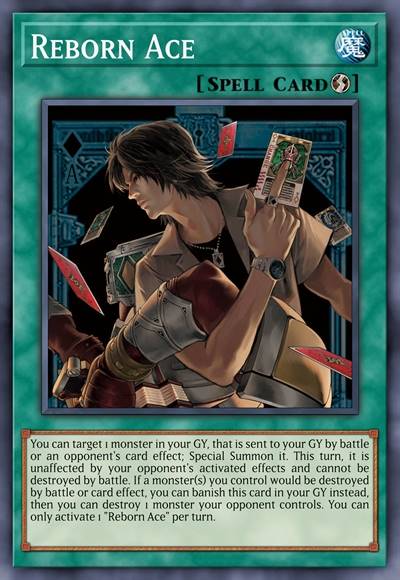 Reborn Ace
魔
[Spell Card]
A
You can target 1 monster in your GY, that is sent to your GY by battle
or an opponent's card effect; Special Summon it. This turn, it is
unaffected by your opponent's activated effects and cannot be
destroyed by battle. If a monster(s) you control would be destroyed
by battle or card effect, you can banish this card in your GY instead,
then you can destroy 1 monster your opponent controls. You can
only activate 1 "Reborn Ace" per turn.